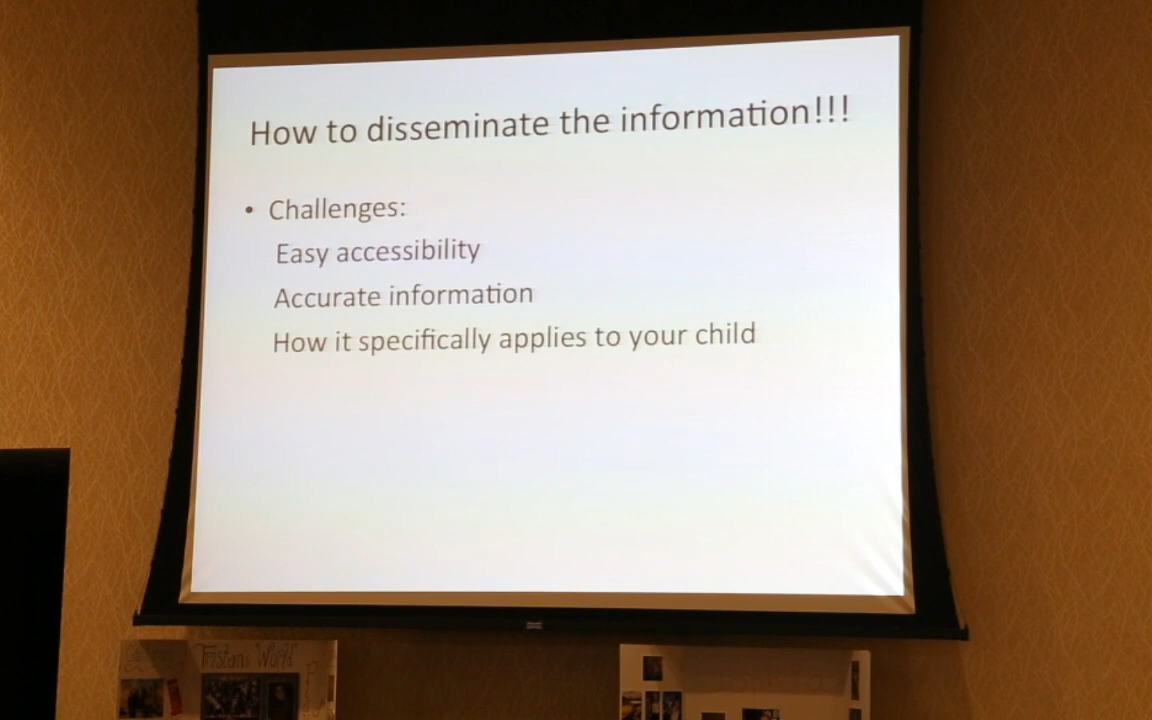 How to disseminate the information!!!
• Challenges:
Easy accessibility
Accurate information
How it specifically applies to your child
Tristan's World